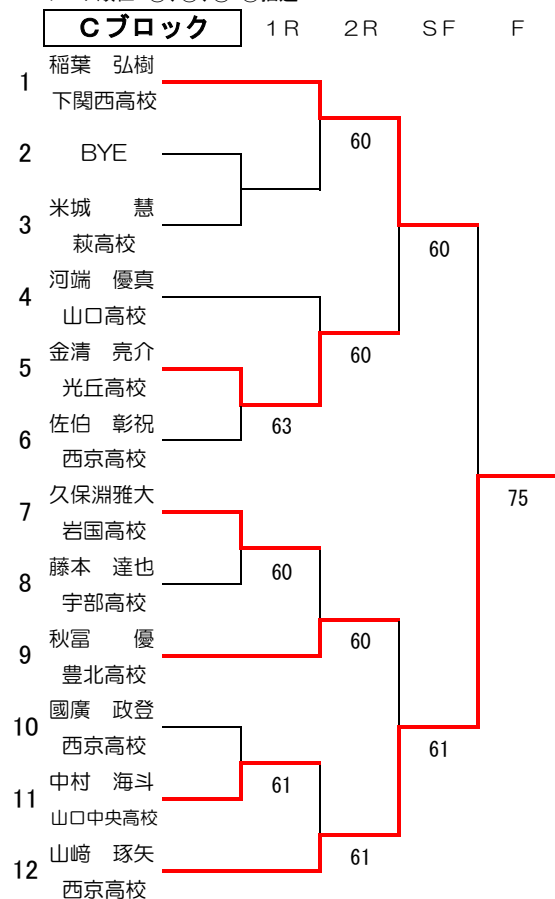 Cブロック 1R 2R SF F
稲葉 弘樹
1
下関西高校
2 BYE
60
米城 慧
3
萩高校
60
河端 優真
4
山口高校
金清 亮介
5
60
光丘高校
佐伯 彰祝
6
63
西京高校
久保淵雅大
7
75
岩国高校
藤本 達也
8
60
宇部高校
秋冨 優
9
60
豊北高校
國廣 政登
10
西京高校
61
中村 海斗
11
61
山口中央高校
山﨑 琢矢
12
61
西京高校